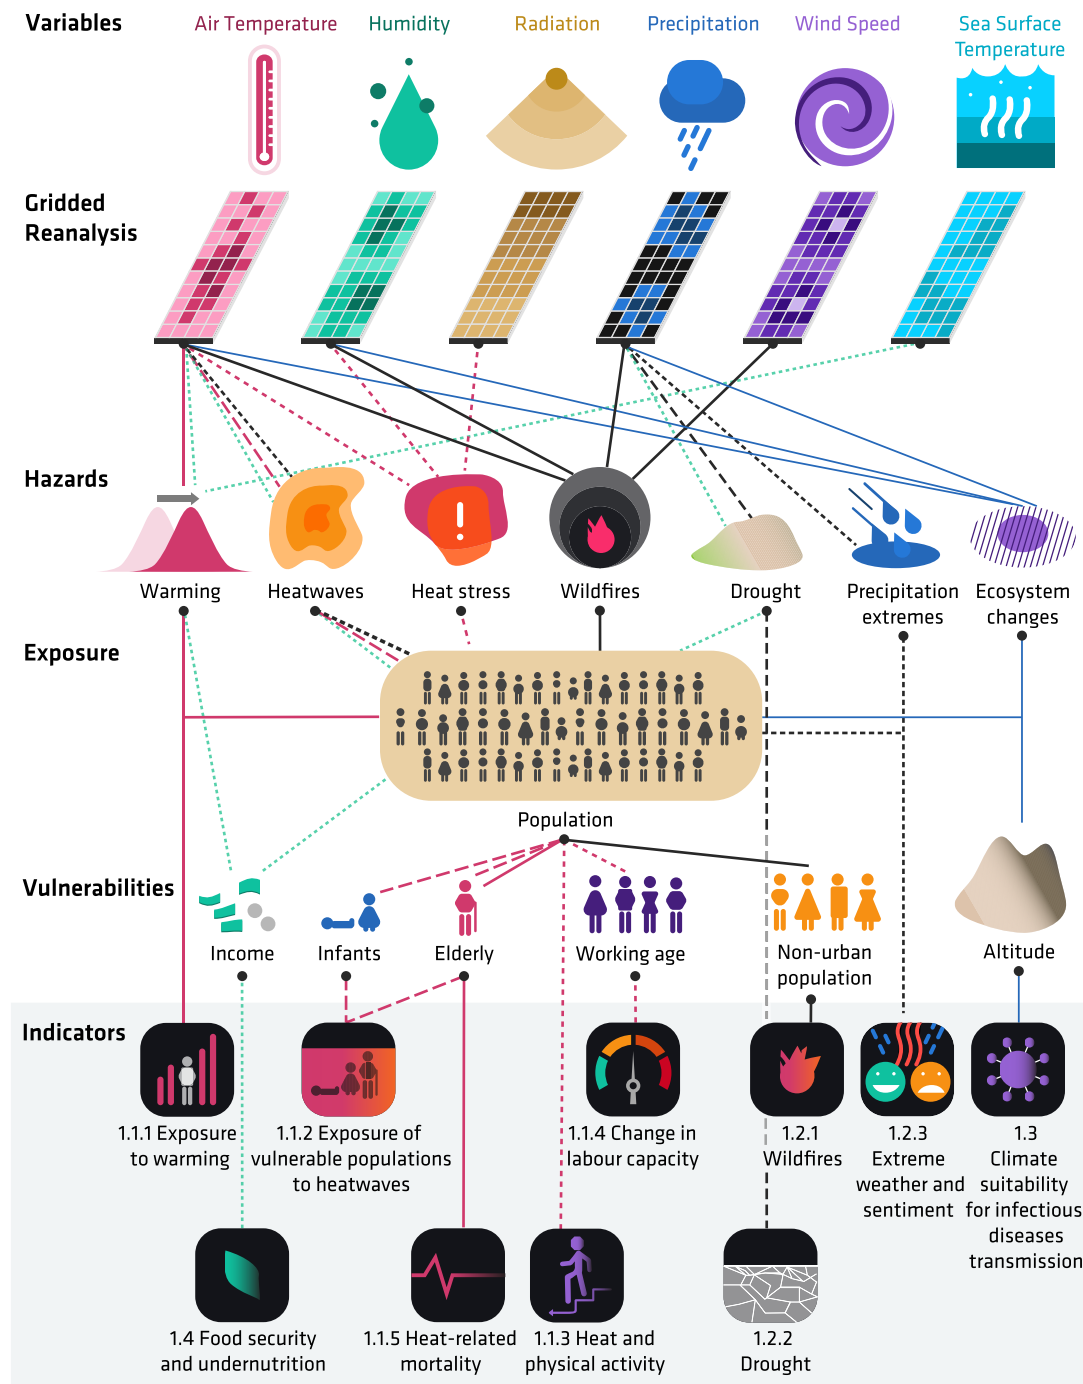 Variables
Air Temperature
Humidity
Radiation
Precipitation
Wind Speed
Sea Surface
Temperature
Gridded
Reanalysis
Hazards
Warming
Heatwaves
Heat stress
Wildfires
Drought
Precipitation
extremes
Ecosystem
changes
Exposure
Population
Vulnerabilities
Income
Infants
Elderly
Working age
Non-urban
population
Altitude
Indicators
1.1.1 Exposure
to warming
1.1.2 Exposure of
vulnerable populations
to heatwaves
1.1.4 Change in
labour capacity
1.2.1
Wildfires
1.2.3
Extreme
weather and
sentiment
1.3
Climate
suitability
for infectious
diseases
transmission
1.4 Food security
and undernutrition
1.1.5 Heat-related
mortality
1.1.3 Heat and
physical activity
1.2.2
Drought